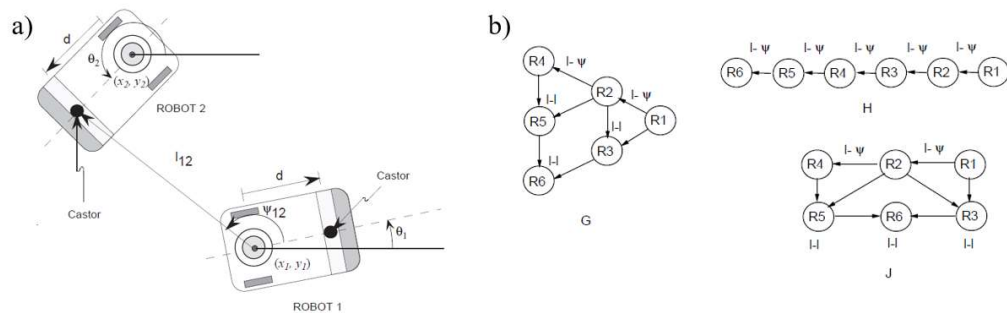 a)
d
θ2
(x2, y2)
ROBOT 2
l12
Castor
d
Castor
ψ12
θ1
(x1, y1)
ROBOT 1
b)
l- ψ
R4
R2
l- ψ
R1
l-l
R5
l-l
R3
l-l
R6
G
l- ψ l- ψ l- ψ l- ψ l- ψ
R6 R5 R4 R3 R2 R1
H
l- ψ l- ψ
R4 R2 R1
R5 R6 R3
l-l l-l l-l
J